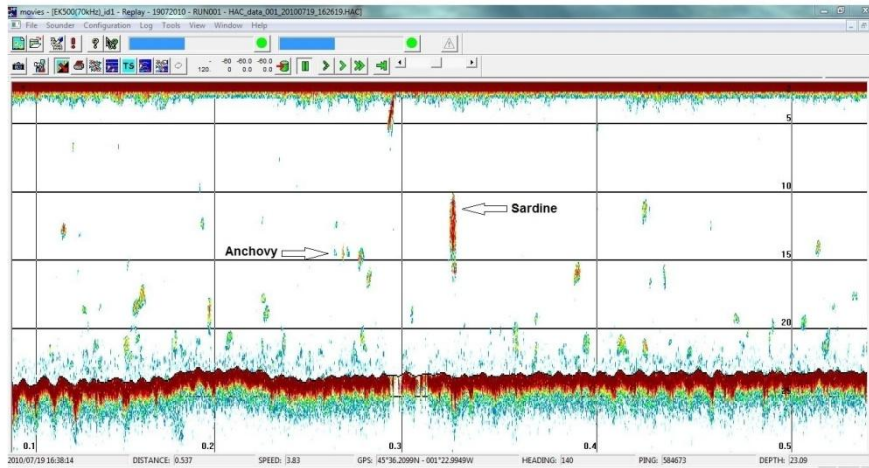 movies - [EK500(70kHz)_id1 - Replay - 19072010 - RUN001 - HAC_data_001_20100719_162619.HAC]
File Sounder Configuration Log Tools View Window Help
TS
- -60 -60.0 -60.0
120. 0 0.0 0.0
5
10
Sardine
Anchovy
15
20
0.1 0.2 0.3 0.4 0.5
2010/07/19 16:38:14 DISTANCE: 0.537 SPEED: 3.83 GPS: 45°36.2099N - 001°22.9949W HEADING: 140 PING: 584673 DEPTH: 23.09